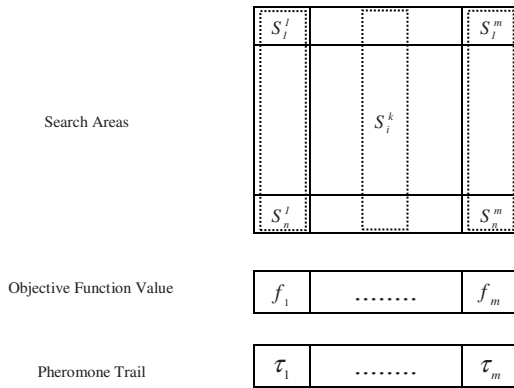 S_1^1 S_1^m
Search Areas S_i^k
S_n^1 S_n^m
Objective Function Value f_1 ........ f_m
Pheromone Trail τ_1 ........ τ_m